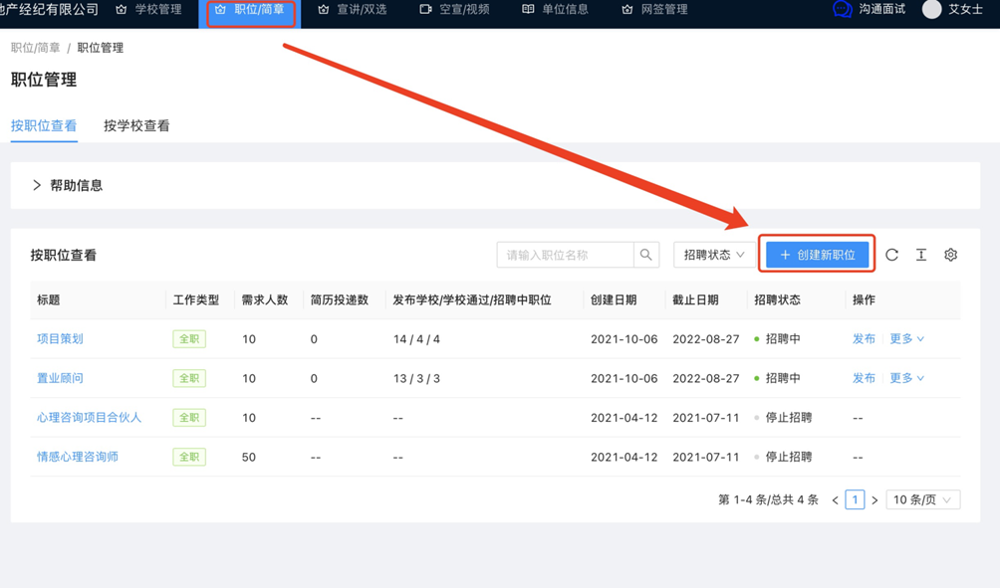 地产经纪有限公司 学校管理 职位/简章 宣讲/双选 空宣/视频 单位信息 网签管理 沟通面试 艾女士
职位/简章 / 职位管理
职位管理
按职位查看 按学校查看
帮助信息
按职位查看 请输入职位名称 招聘状态 + 创建新职位
标题 工作类型 需求人数 简历投递数 发布学校/学校通过/招聘中职位 创建日期 截止日期 招聘状态 操作
项目策划 全职 10 0 14 / 4 / 4 2021-10-06 2022-08-27 招聘中 发布 更多
置业顾问 全职 10 0 13 / 3 / 3 2021-10-06 2022-08-27 招聘中 发布 更多
心理咨询项目合伙人 全职 10 -- -- 2021-04-12 2021-07-11 停止招聘 --
情感心理咨询师 全职 50 -- -- 2021-04-12 2021-07-11 停止招聘 --
第 1-4 条/总共 4 条 < 1 > 10 条/页